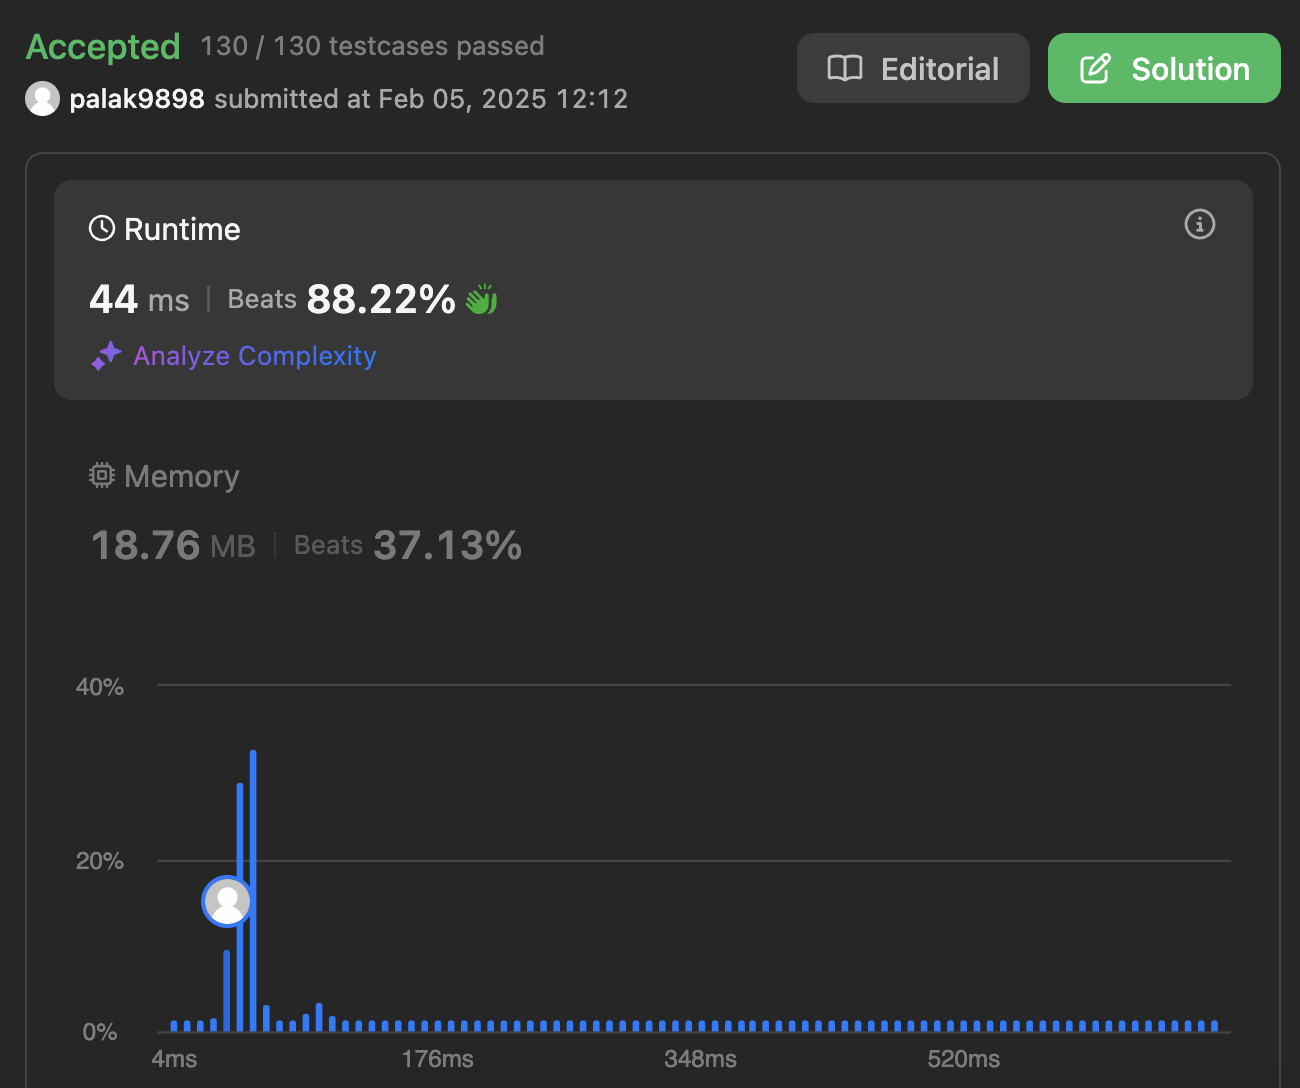 Accepted 130 / 130 testcases passed
palak9898 submitted at Feb 05, 2025 12:12
Editorial
Solution
Runtime
44 ms | Beats 88.22%
Analyze Complexity
Memory
18.76 MB | Beats 37.13%
40%
20%
0%
4ms 176ms 348ms 520ms